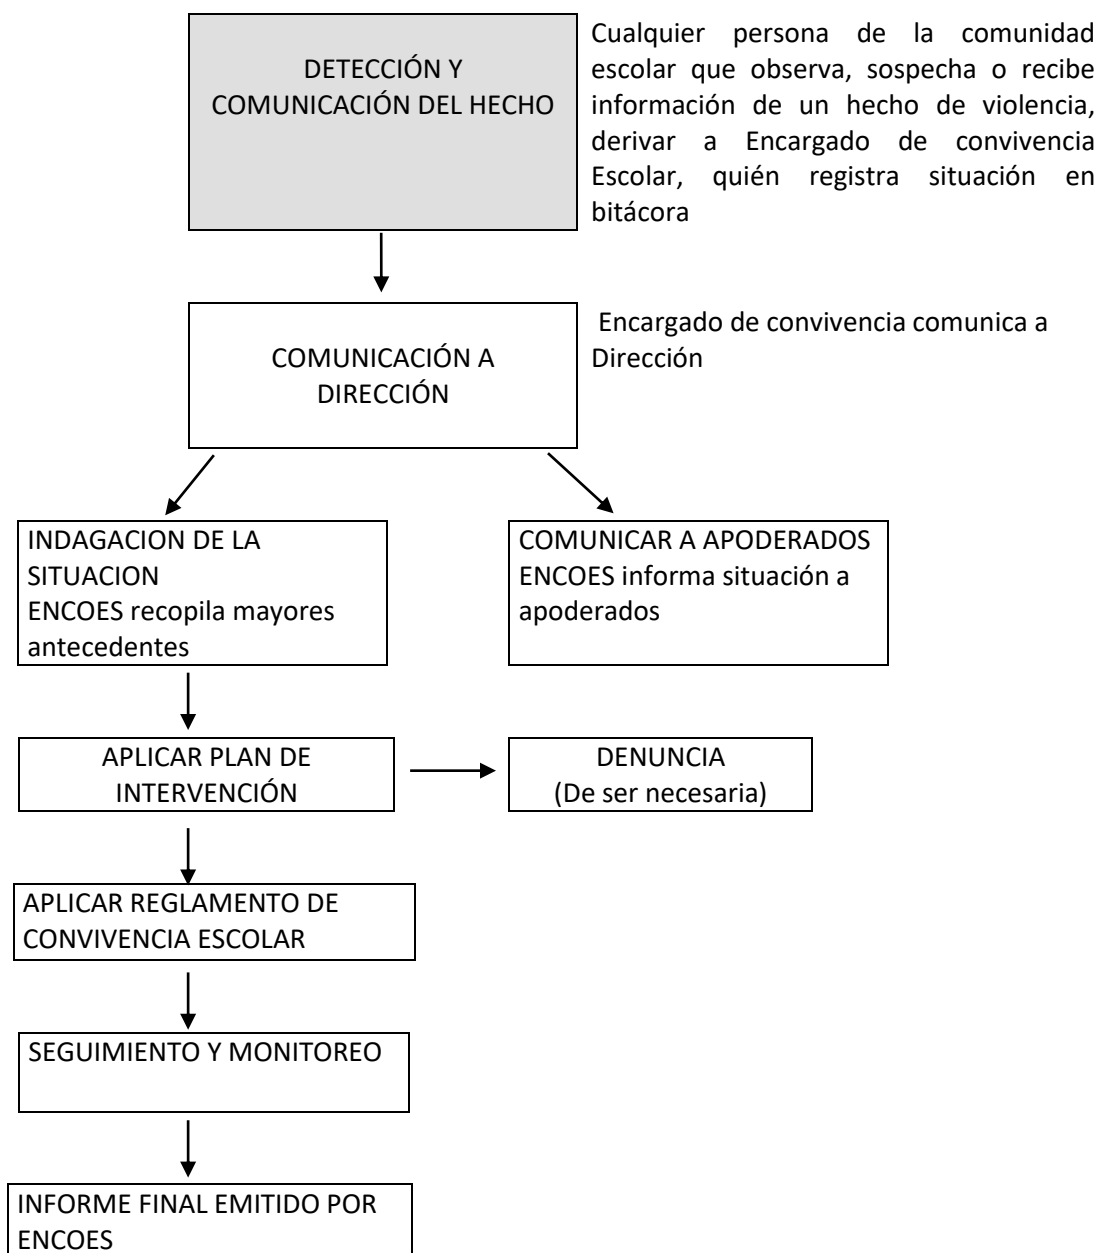 DETECCIÓN Y
COMUNICACIÓN DEL HECHO
Cualquier persona de la comunidad
escolar que observa, sospecha o recibe
información de un hecho de violencia,
derivar a Encargado de convivencia
Escolar, quién registra situación en
bitácora
COMUNICACIÓN A
DIRECCIÓN
Encargado de convivencia comunica a
Dirección
INDAGACION DE LA
SITUACION
ENCOES recopila mayores
antecedentes
COMUNICAR A APODERADOS
ENCOES informa situación a
apoderados
APLICAR PLAN DE
INTERVENCIÓN
DENUNCIA
(De ser necesaria)
APLICAR REGLAMENTO DE
CONVIVENCIA ESCOLAR
SEGUIMIENTO Y MONITOREO
INFORME FINAL EMITIDO POR
ENCOES